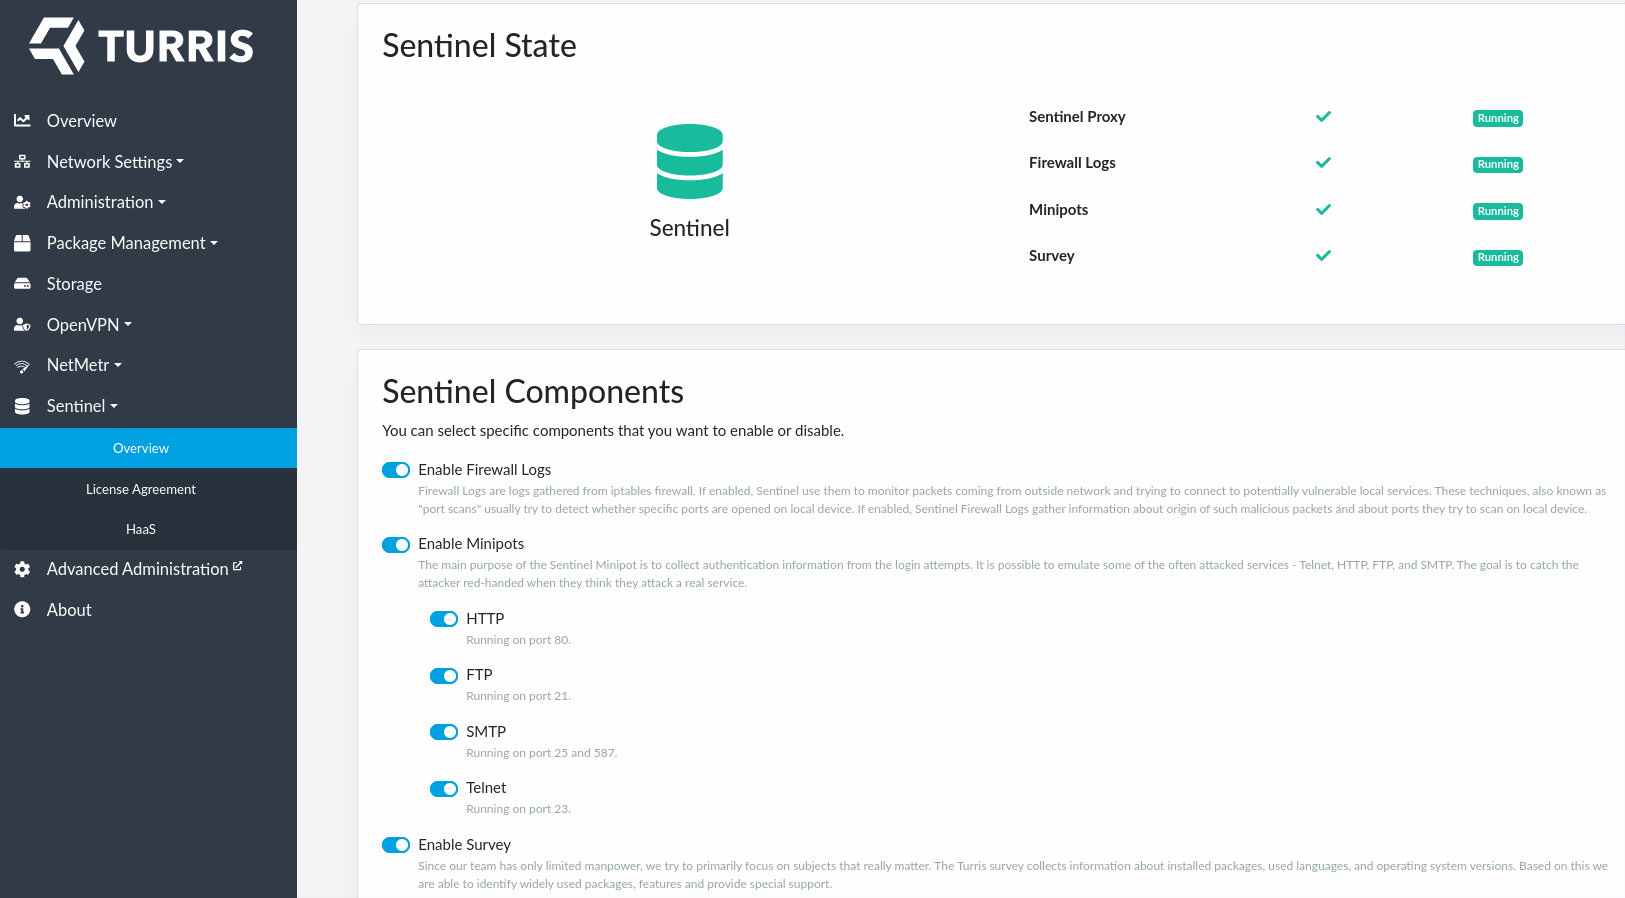 TURRIS
Overview
Network Settings
Administration
Package Management
Storage
OpenVPN
NetMetr
Sentinel
Overview
License Agreement
HaaS
Advanced Administration
About
Sentinel State
Sentinel
Sentinel Proxy Running
Firewall Logs Running
Minipots Running
Survey Running
Sentinel Components
You can select specific components that you want to enable or disable.
Enable Firewall Logs
Firewall Logs are logs gathered from iptables firewall. If enabled, Sentinel use them to monitor packets coming from outside network and trying to connect to potentially vulnerable local services. These techniques, also known as
"port scans" usually try to detect whether specific ports are opened on local device. If enabled, Sentinel Firewall Logs gather information about origin of such malicious packets and about ports they try to scan on local device.
Enable Minipots
The main purpose of the Sentinel Minipot is to collect authentication information from the login attempts. It is possible to emulate some of the often attacked services - Telnet, HTTP, FTP, and SMTP. The goal is to catch the
attacker red-handed when they think they attack a real service.
HTTP
Running on port 80.
FTP
Running on port 21.
SMTP
Running on port 25 and 587.
Telnet
Running on port 23.
Enable Survey
Since our team has only limited manpower, we try to primarily focus on subjects that really matter. The Turris survey collects information about installed packages, used languages, and operating system versions. Based on this we
are able to identify widely used packages, features and provide special support.